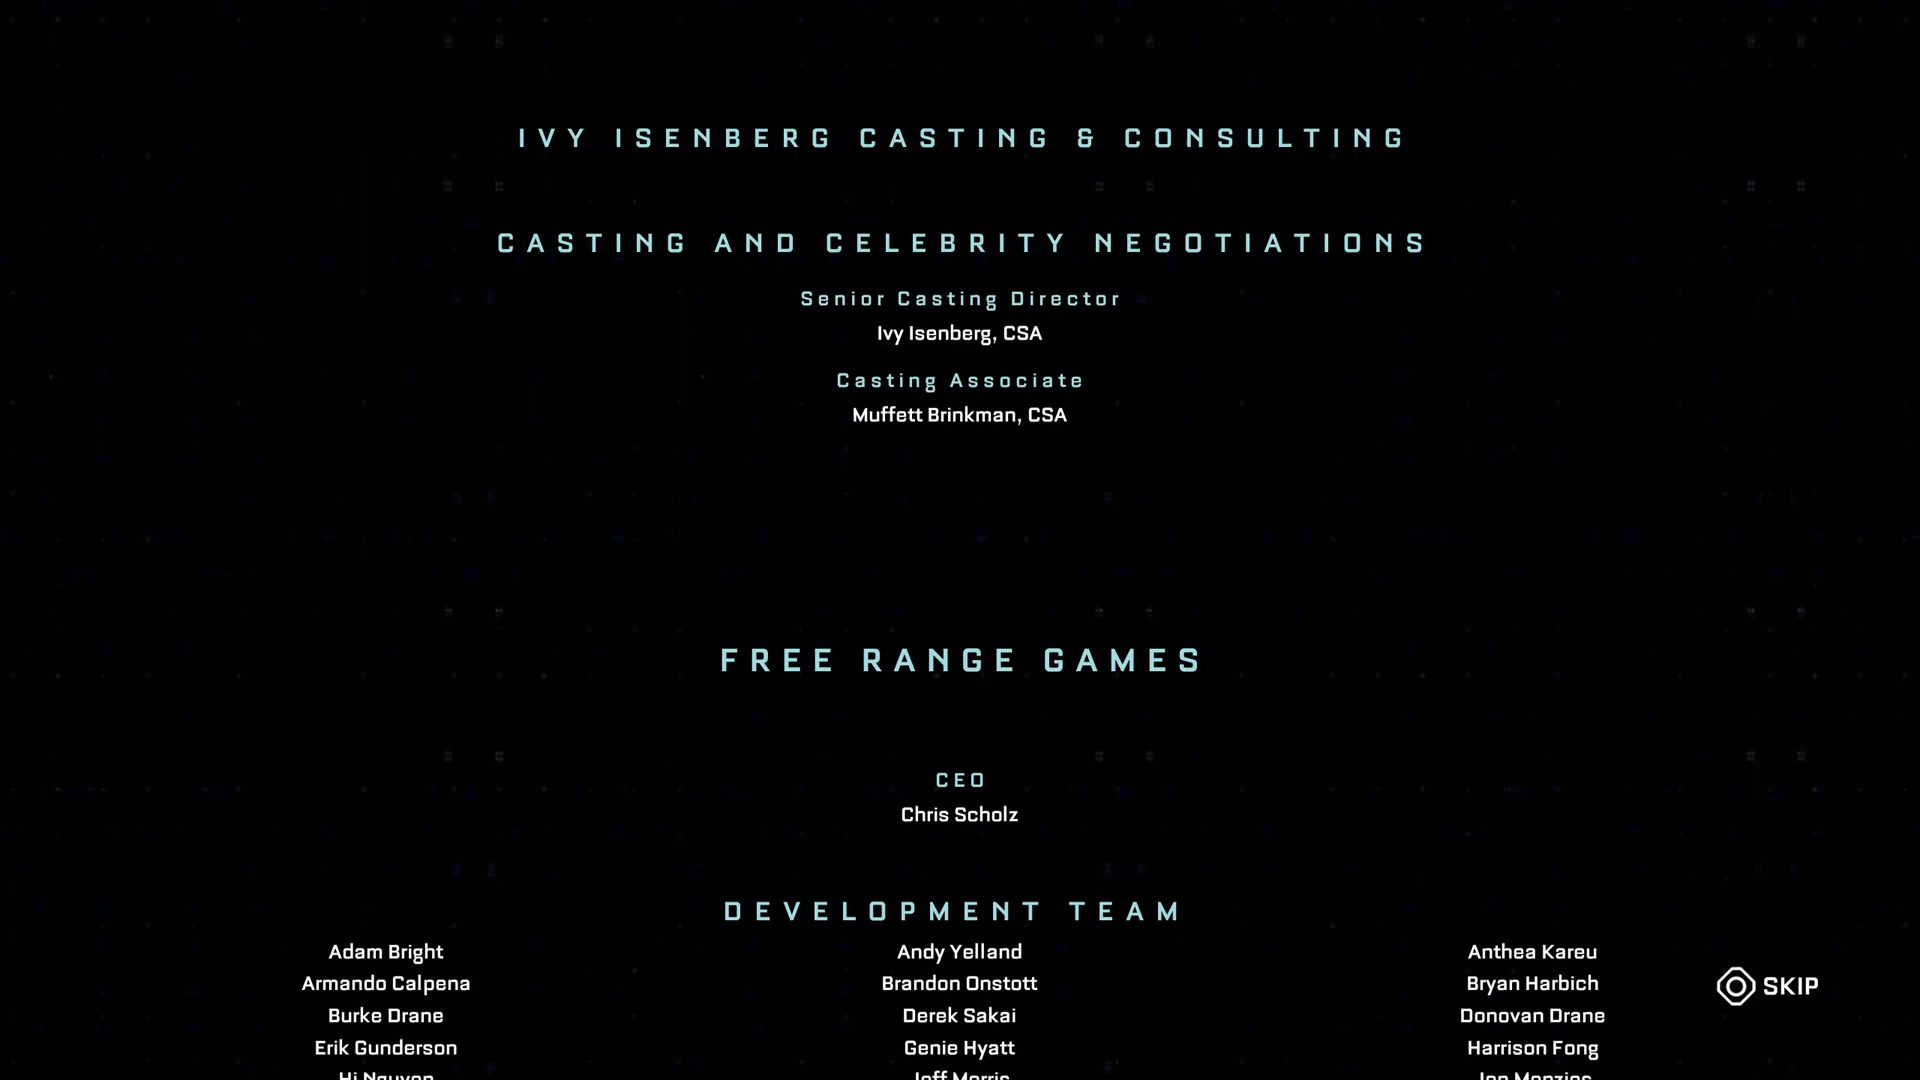 IVY ISENBERG CASTING & CONSULTING
CASTING AND CELEBRITY NEGOTIATIONS
Senior Casting Director
Ivy Isenberg, CSA
Casting Associate
Muffett Brinkman, CSA
FREE RANGE GAMES
CEO
Chris Scholz
DEVELOPMENT TEAM
Adam Bright Andy Yelland Anthea Kareu
Armando Calpena Brandon Onstott Bryan Harbich
SKIP
Burke Drane Derek Sakai Donovan Drane
Erik Gunderson Genie Hyatt Harrison Fong